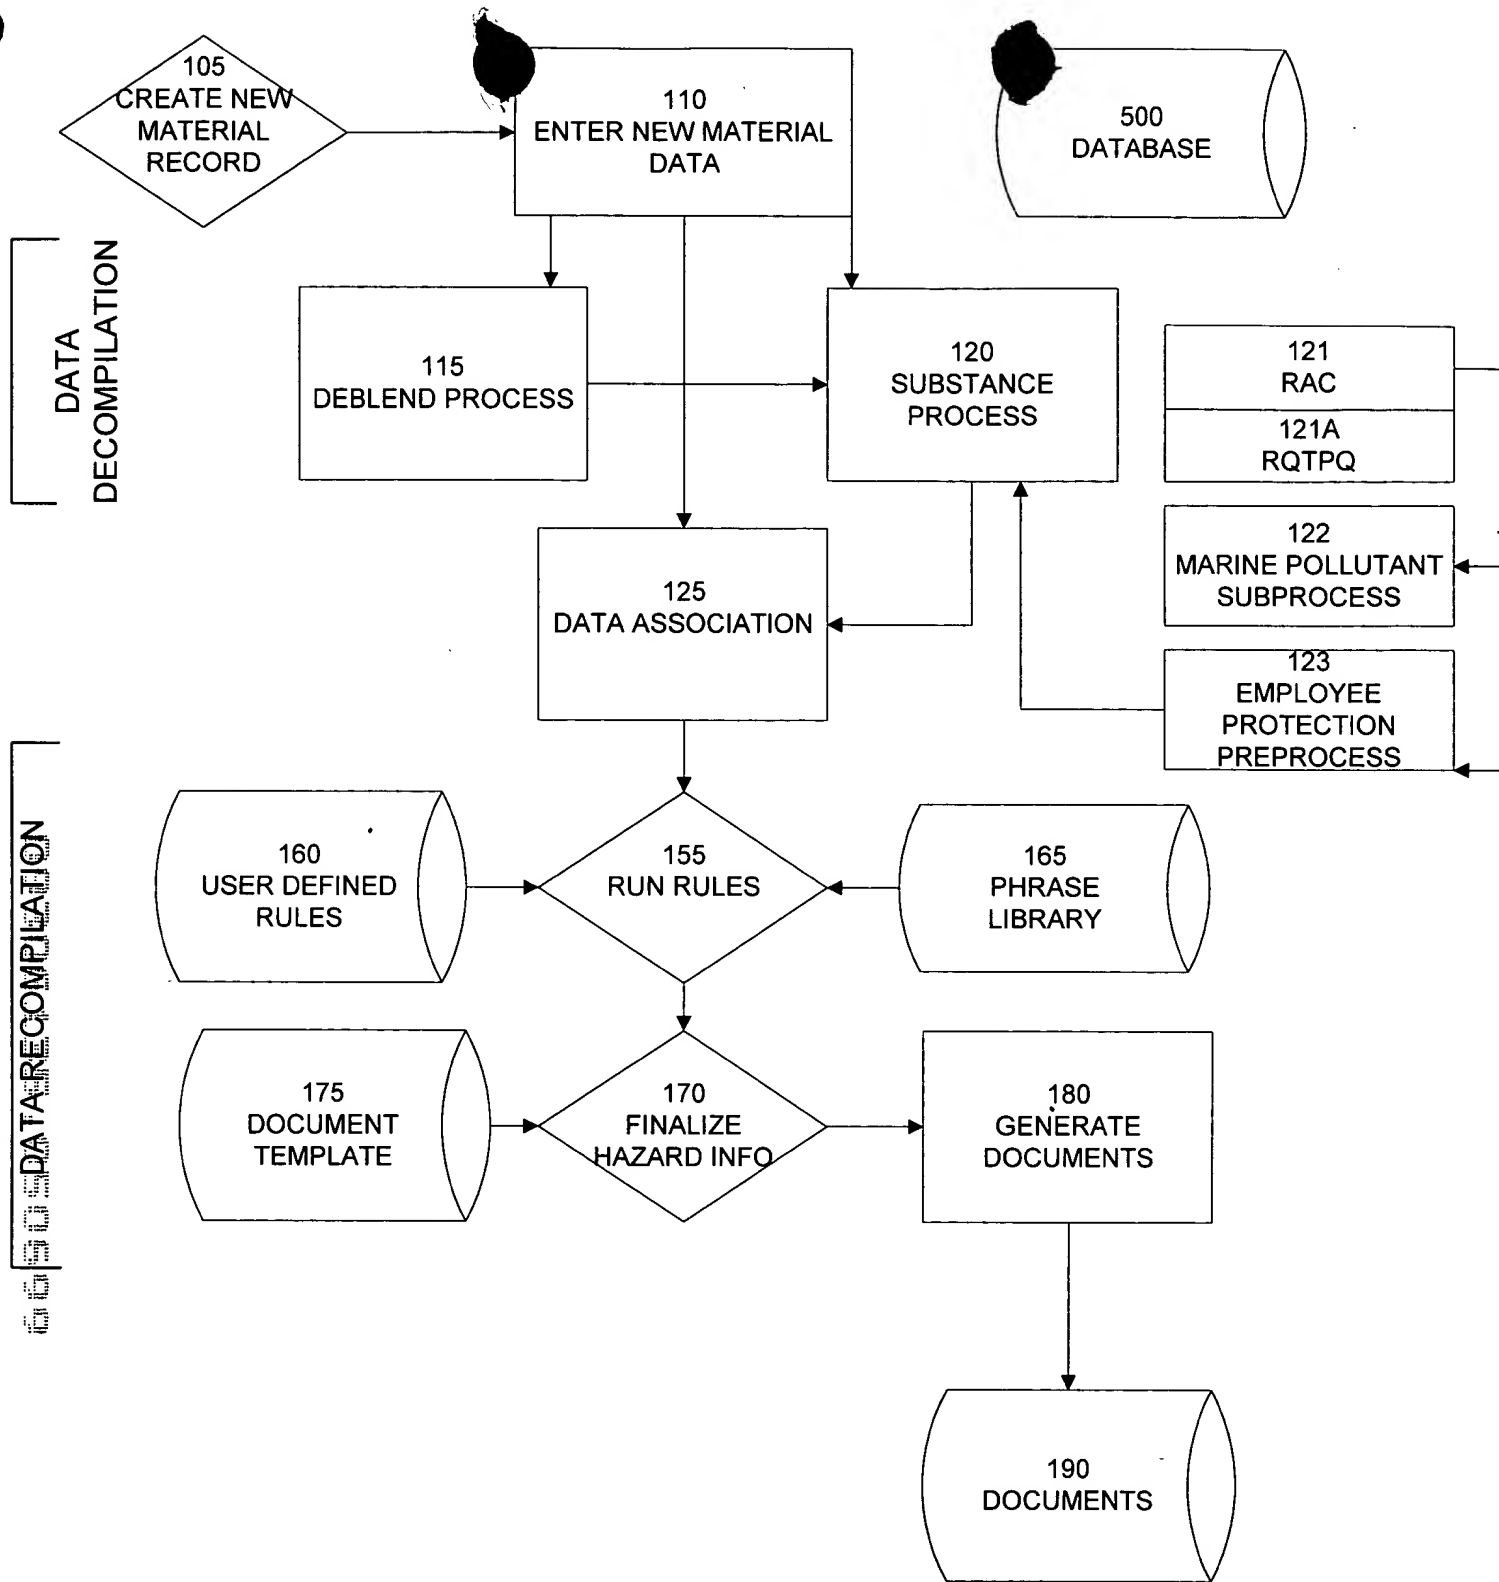 105
CREATE NEW
MATERIAL
RECORD
110
ENTER NEW MATERIAL
DATA
500
DATABASE
DATA
DECOMPILATION
115
DEBLEND PROCESS
120
SUBSTANCE
PROCESS
121
RAC
121A
RQTPQ
122
MARINE POLLUTANT
SUBPROCESS
125
DATA ASSOCIATION
123
EMPLOYEE
PROTECTION
PREPROCESS
DATA RECOMPILATION
160
USER DEFINED
RULES
155
RUN RULES
165
PHRASE
LIBRARY
175
DOCUMENT
TEMPLATE
170
FINALIZE
HAZARD INFO
180
GENERATE
DOCUMENTS
190
DOCUMENTS